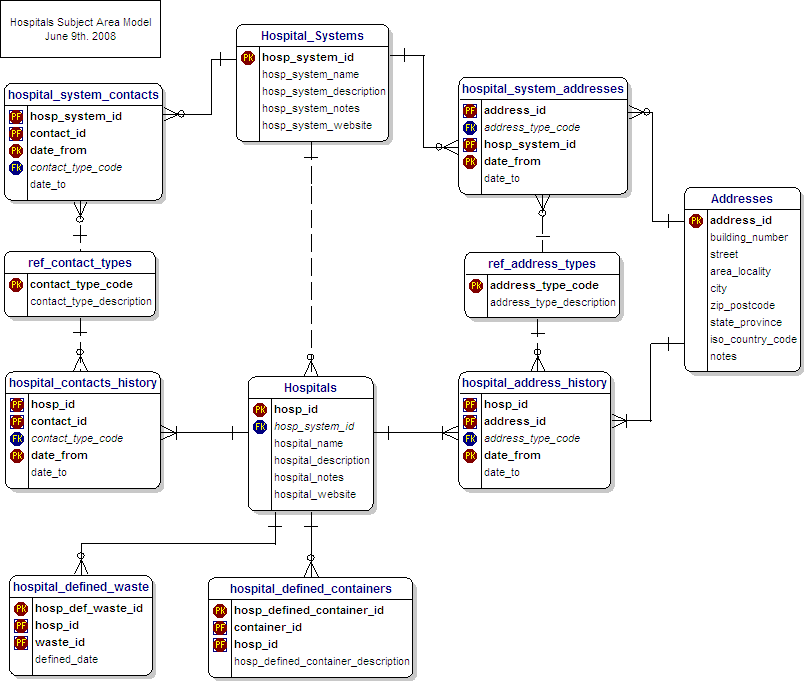 Hospitals Subject Area Model
June 9th. 2008
Hospital_Systems
PK hosp_system_id
hosp_system_name
hosp_system_description
hosp_system_notes
hosp_system_website
hospital_system_contacts
PF hosp_system_id
PF contact_id
PK date_from
FK contact_type_code
date_to
hospital_system_addresses
PF address_id
FK address_type_code
PF hosp_system_id
PK date_from
date_to
Addresses
PK address_id
building_number
street
area_locality
city
zip_postcode
state_province
iso_country_code
notes
ref_contact_types
PK contact_type_code
contact_type_description
ref_address_types
PK address_type_code
address_type_description
hospital_contacts_history
PF hosp_id
PF contact_id
FK contact_type_code
PK date_from
date_to
Hospitals
PK hosp_id
FK hosp_system_id
hospital_name
hospital_description
hospital_notes
hospital_website
hospital_address_history
PF hosp_id
PF address_id
FK address_type_code
PK date_from
date_to
hospital_defined_waste
PK hosp_def_waste_id
PF hosp_id
PF waste_id
defined_date
hospital_defined_containers
PK hosp_defined_container_id
PF container_id
PF hosp_id
hosp_defined_container_description